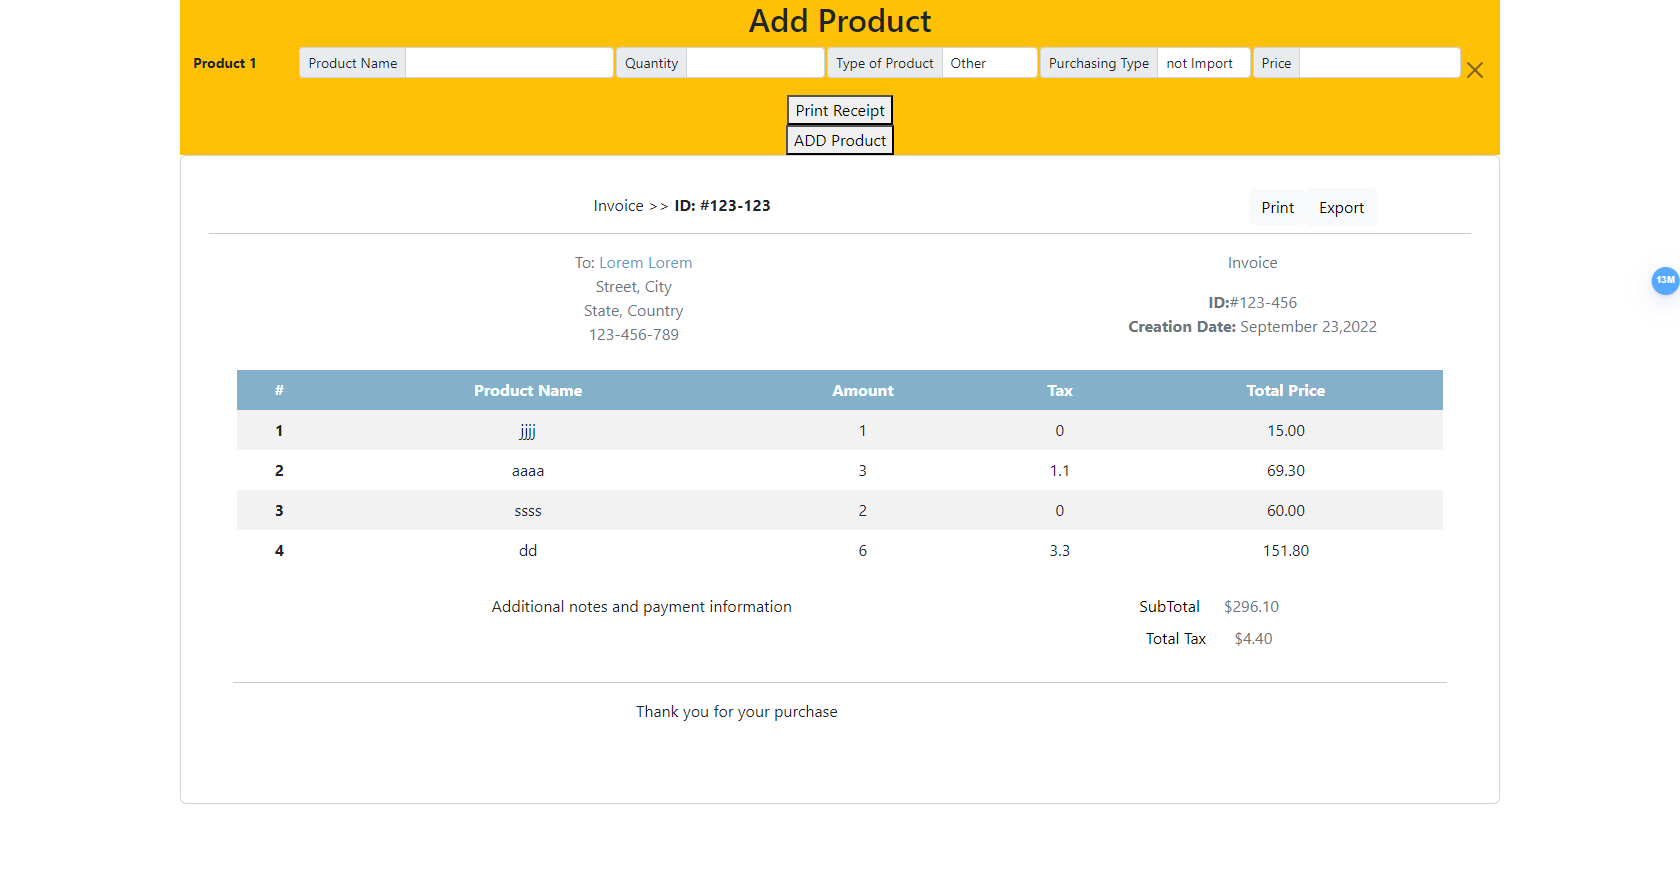 Add Product
Product 1 Product Name Quantity Type of Product Other Purchasing Type not Import Price
Print Receipt
ADD Product
Invoice >> ID: #123-123 Print Export
To: Lorem Lorem
Street, City
State, Country
123-456-789
Invoice
ID:#123-456
Creation Date: September 23,2022
13M
# Product Name Amount Tax Total Price
1 jjjj 1 0 15.00
2 aaaa 3 1.1 69.30
3 ssss 2 0 60.00
4 dd 6 3.3 151.80
Additional notes and payment information
SubTotal $296.10
Total Tax $4.40
Thank you for your purchase